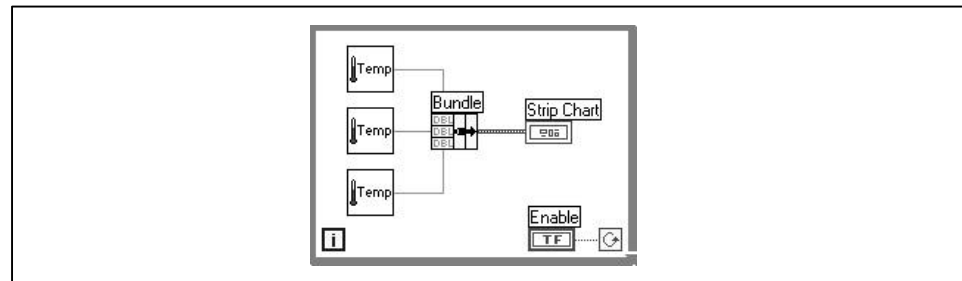 Temp
Bundle
Strip Chart
DBL
Temp
DBL
DBL
Temp
Enable
i
TF